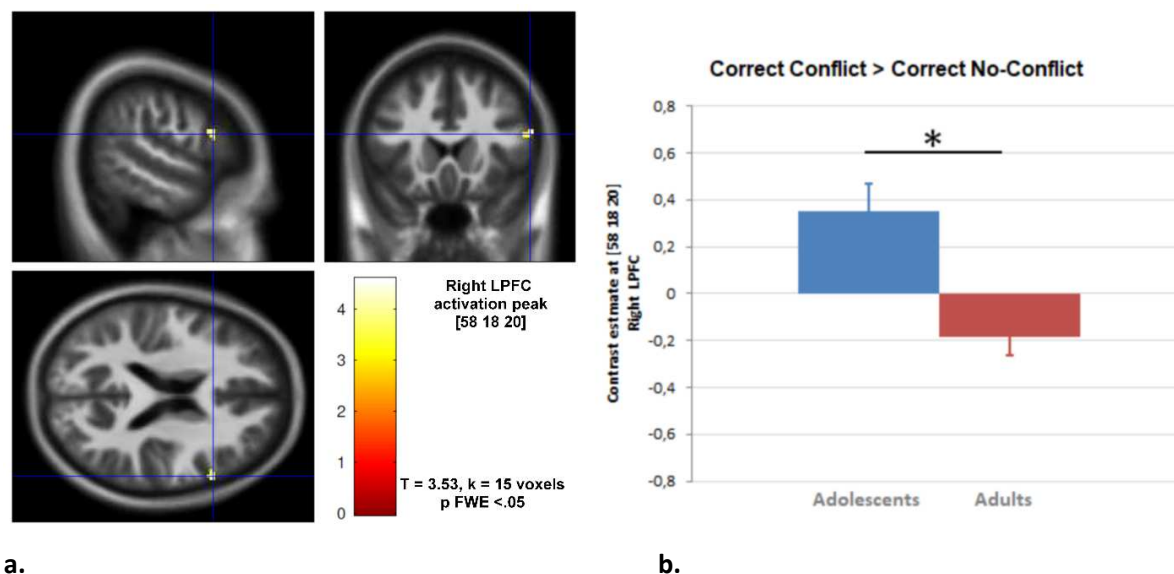 Right LPFC
activation peak
[58 18 20]
4
3
2
1
0
T = 3.53, k = 15 voxels
p FWE <.05
a.
Correct Conflict > Correct No-Conflict
Contrast estmate at [58 18 20]
Right LPFC
0,8
0,6
0,4
0,2
0
-0,2
-0,4
-0,6
-0,8
*
Adolescents Adults
b.